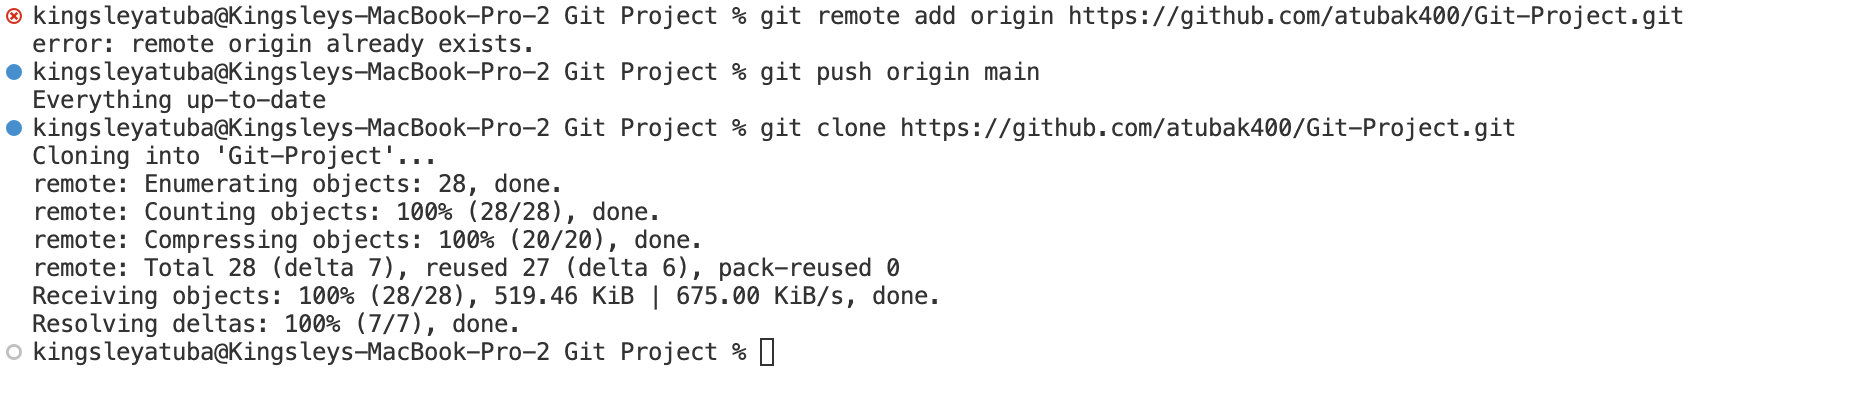 kingsleyatuba@Kingsleys-MacBook-Pro-2 Git Project % git remote add origin https://github.com/atubak400/Git-Project.git
error: remote origin already exists.
kingsleyatuba@Kingsleys-MacBook-Pro-2 Git Project % git push origin main
Everything up-to-date
kingsleyatuba@Kingsleys-MacBook-Pro-2 Git Project % git clone https://github.com/atubak400/Git-Project.git
Cloning into 'Git-Project'...
remote: Enumerating objects: 28, done.
remote: Counting objects: 100% (28/28), done.
remote: Compressing objects: 100% (20/20), done.
remote: Total 28 (delta 7), reused 27 (delta 6), pack-reused 0
Receiving objects: 100% (28/28), 519.46 KiB | 675.00 KiB/s, done.
Resolving deltas: 100% (7/7), done.
kingsleyatuba@Kingsleys-MacBook-Pro-2 Git Project %